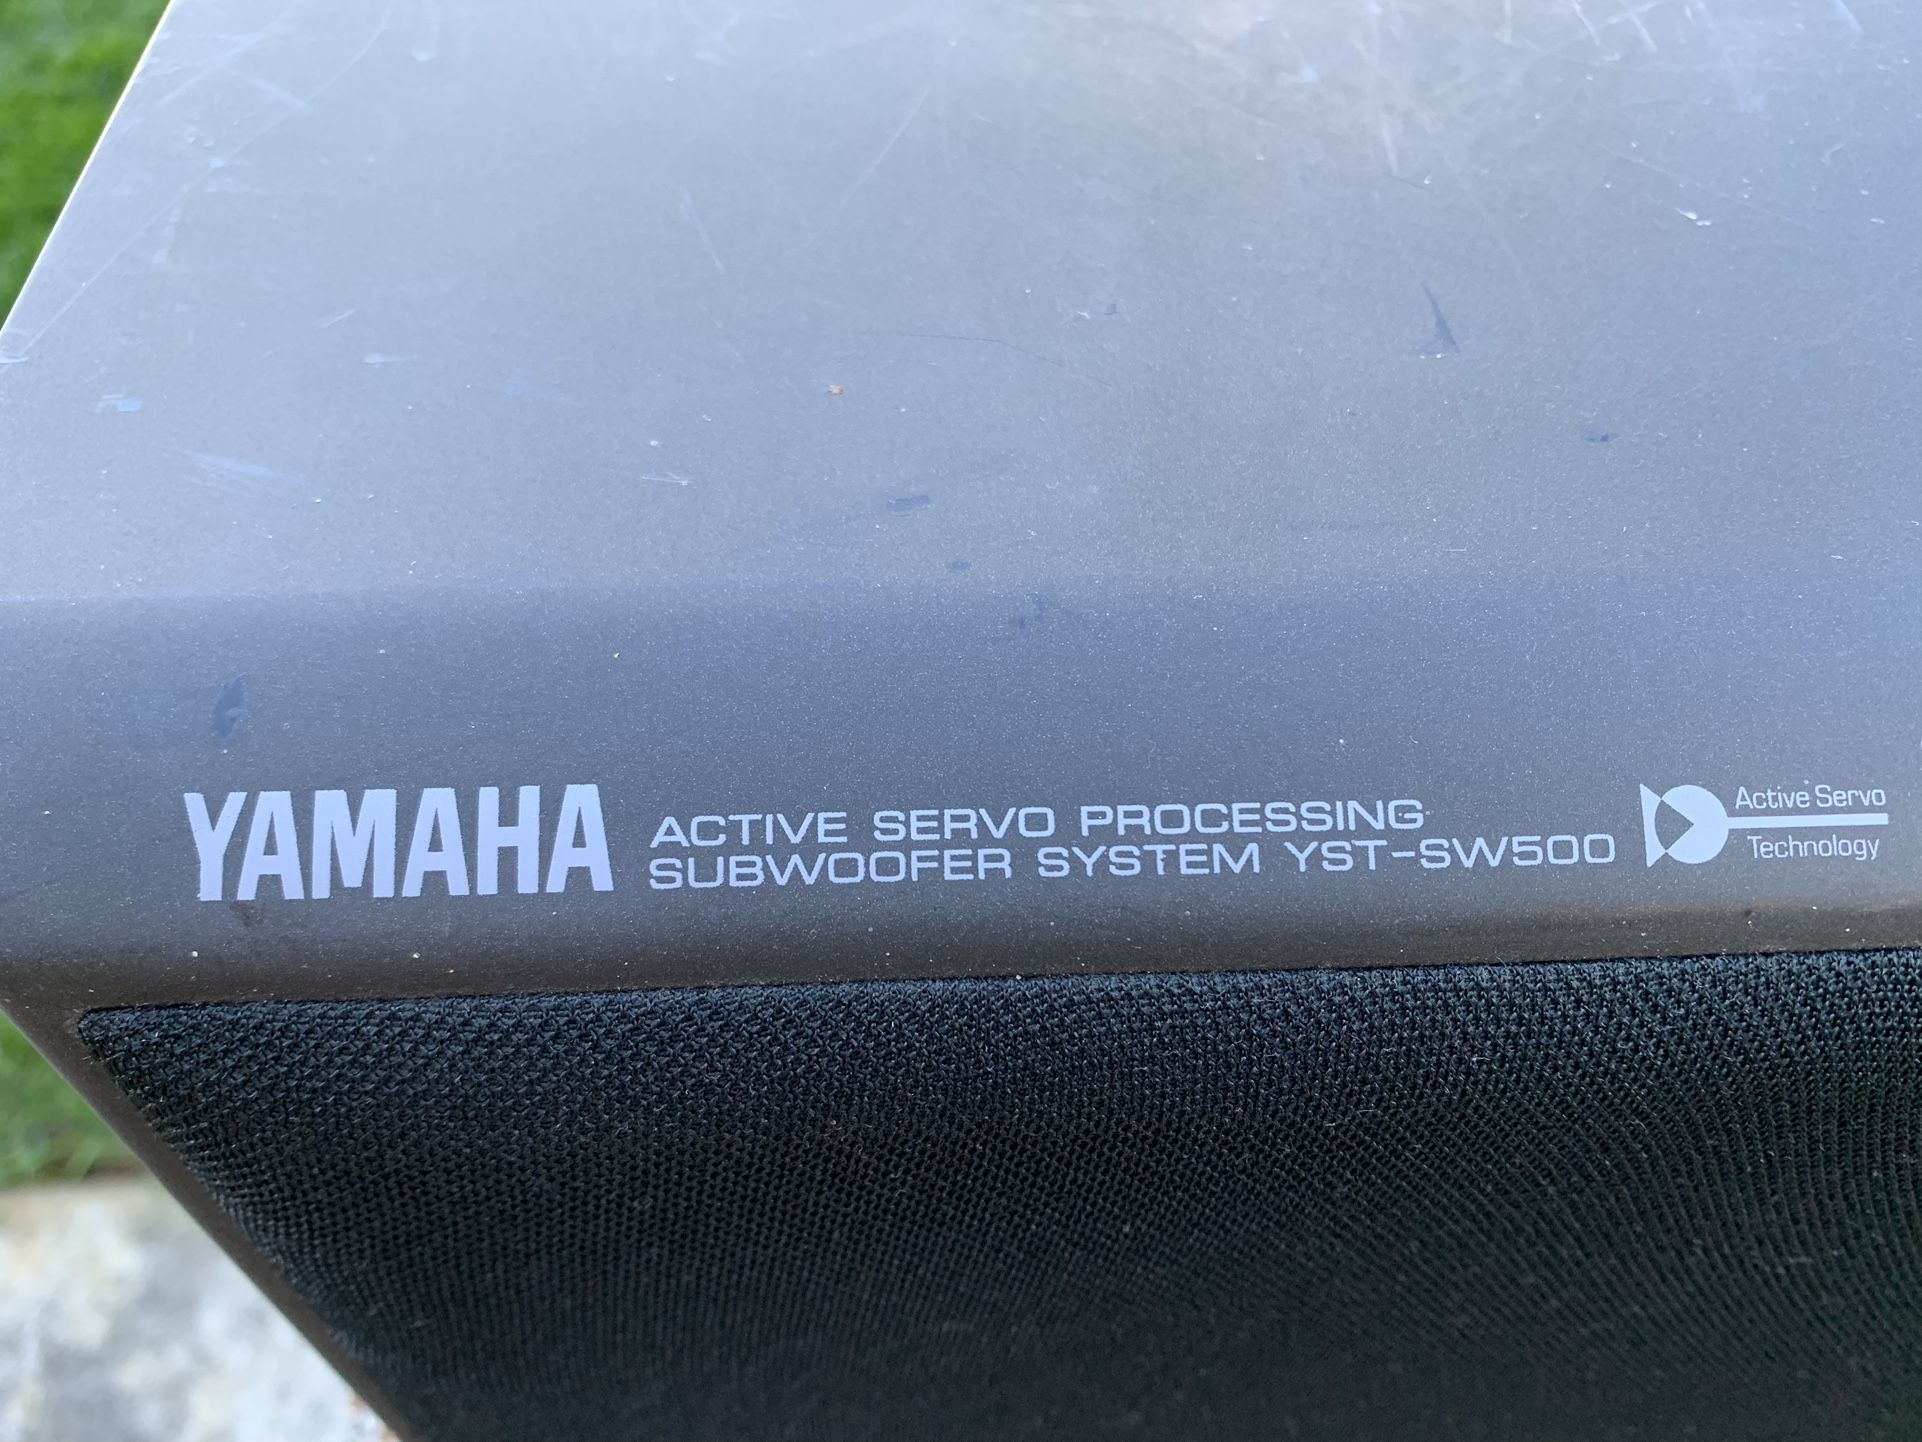 YAMAHA
ACTIVE SERVO PROCESSING
SUBWOOFER SYSTEM YST-SW500
Active Servo
Technology